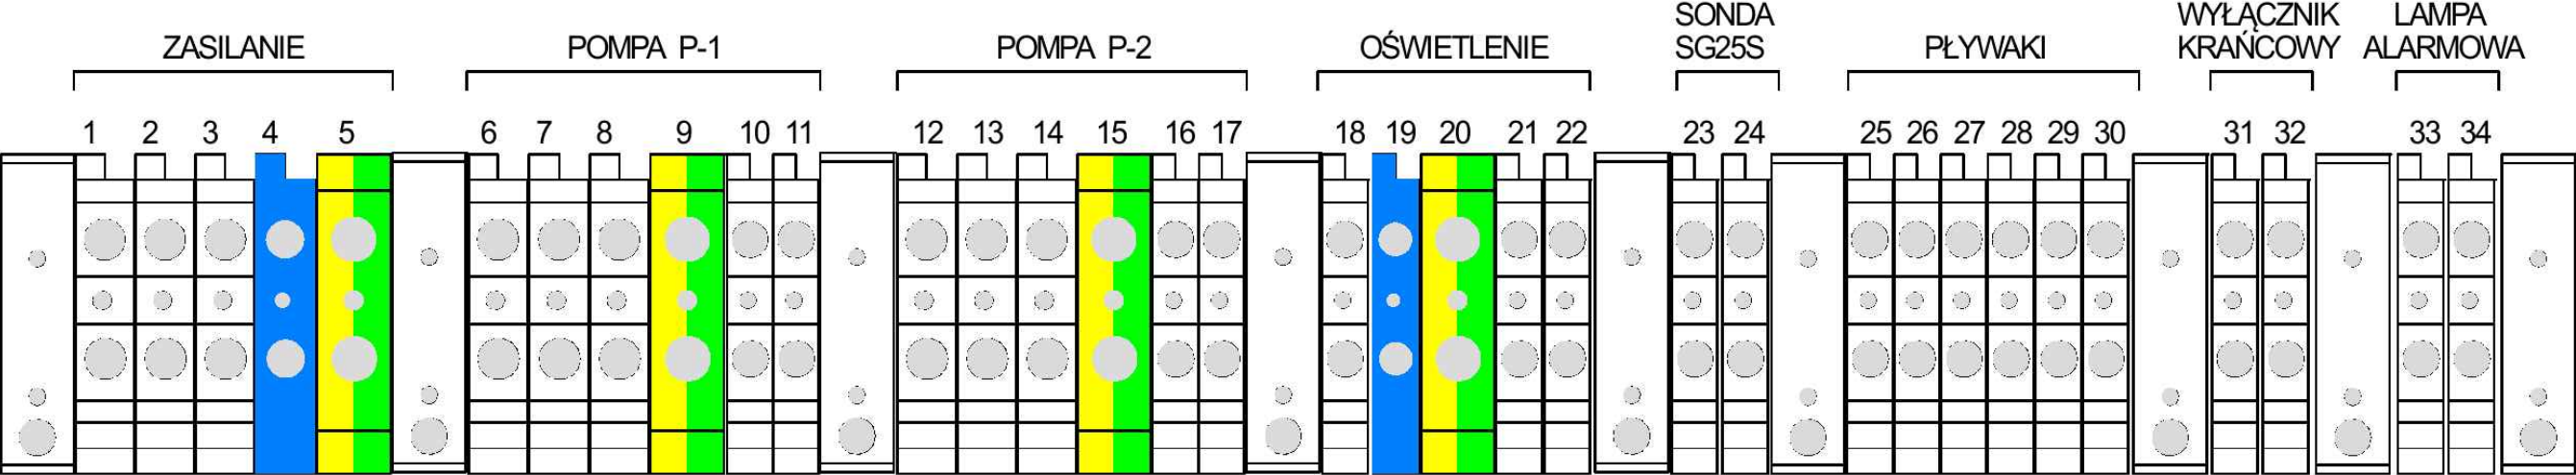 ZASILANIE
POMPA P-1
POMPA P-2
OŚWIETLENIE
SONDA
SG25S
PŁYWAKI
WYŁĄCZNIK
KRAŃCOWY
LAMPA
ALARMOWA
1 2 3 4 5 6 7 8 9 10 11 12 13 14 15 16 17 18 19 20 21 22 23 24 25 26 27 28 29 30 31 32 33 34